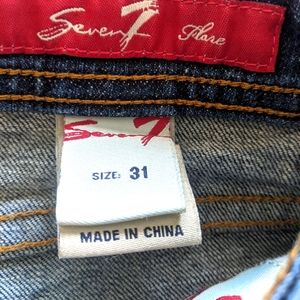 Seven7 Flare
Seven7
SIZE: 31
MADE IN CHINA